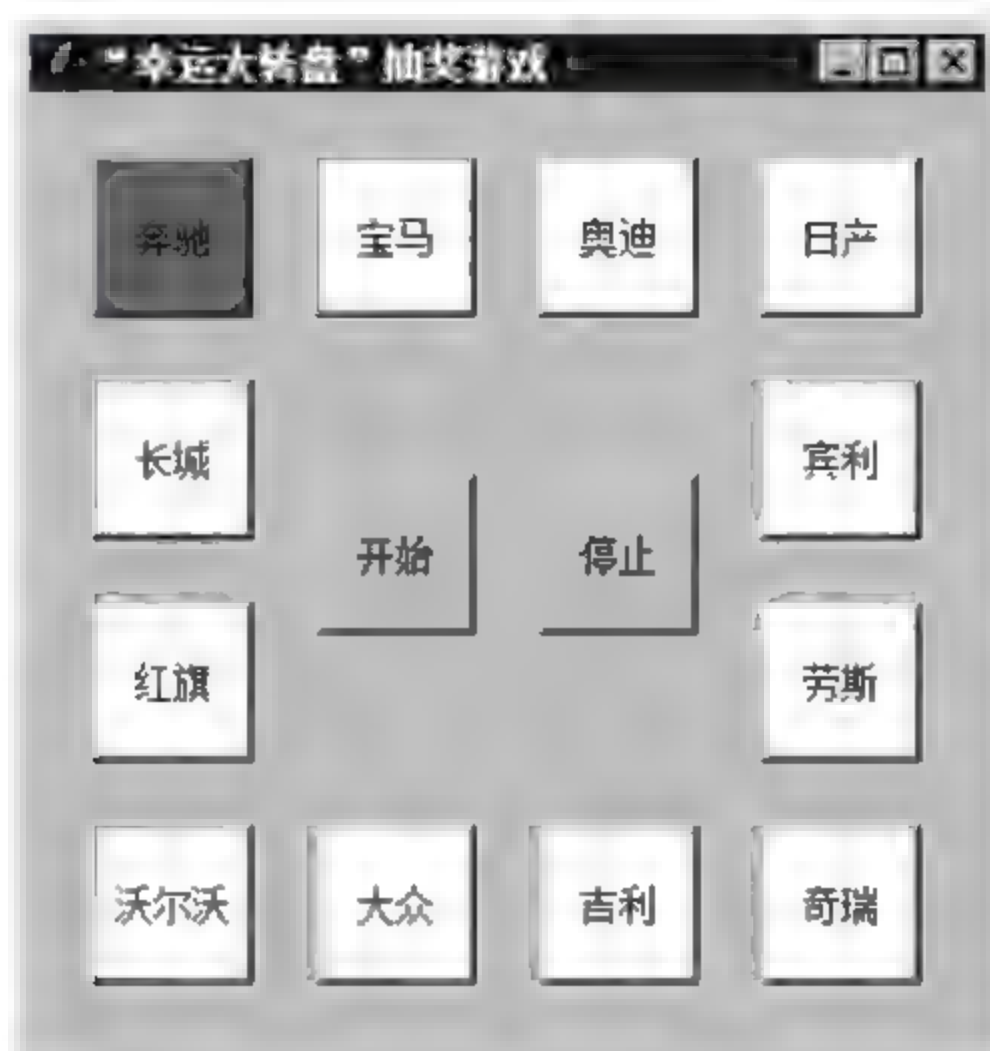 “幸运大转盘”抽奖游戏
奔驰 宝马 奥迪 日产
长城 宾利
开始 停止
红旗 劳斯
沃尔沃 大众 吉利 奇瑞